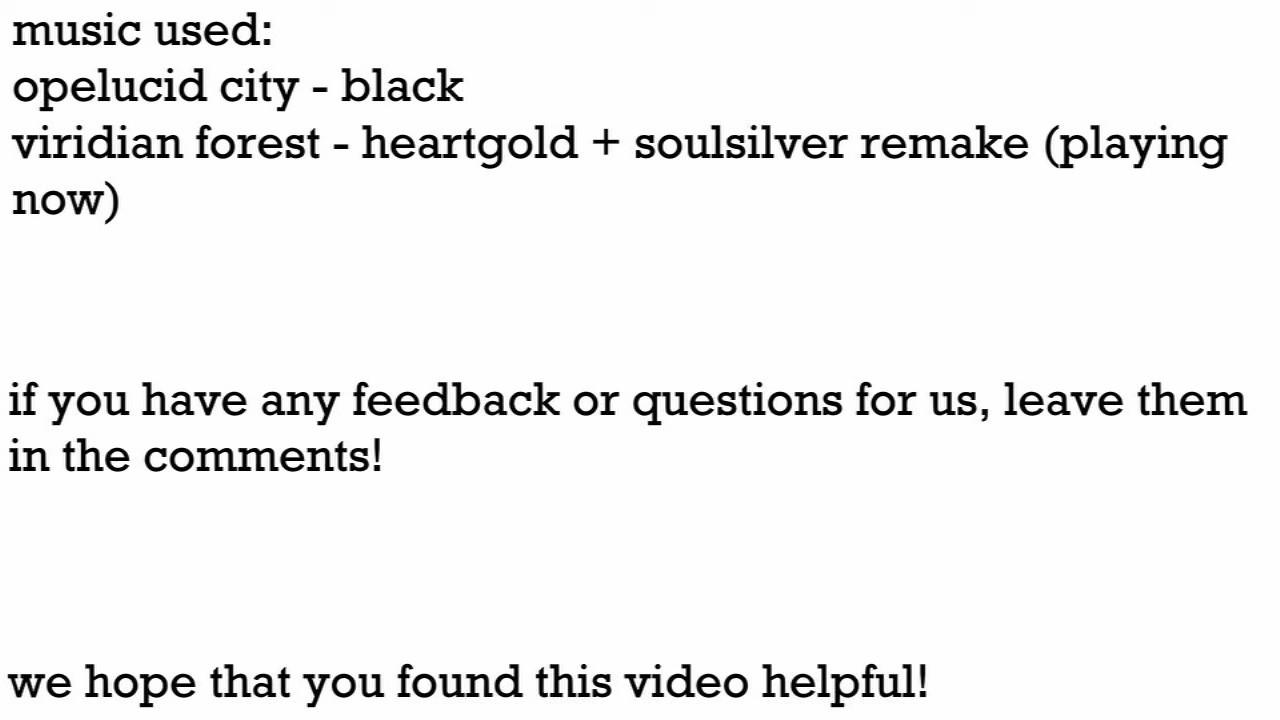 music used:
opelucid city - black
viridian forest - heartgold + soulsilver remake (playing
now)
if you have any feedback or questions for us, leave them
in the comments!
we hope that you found this video helpful!